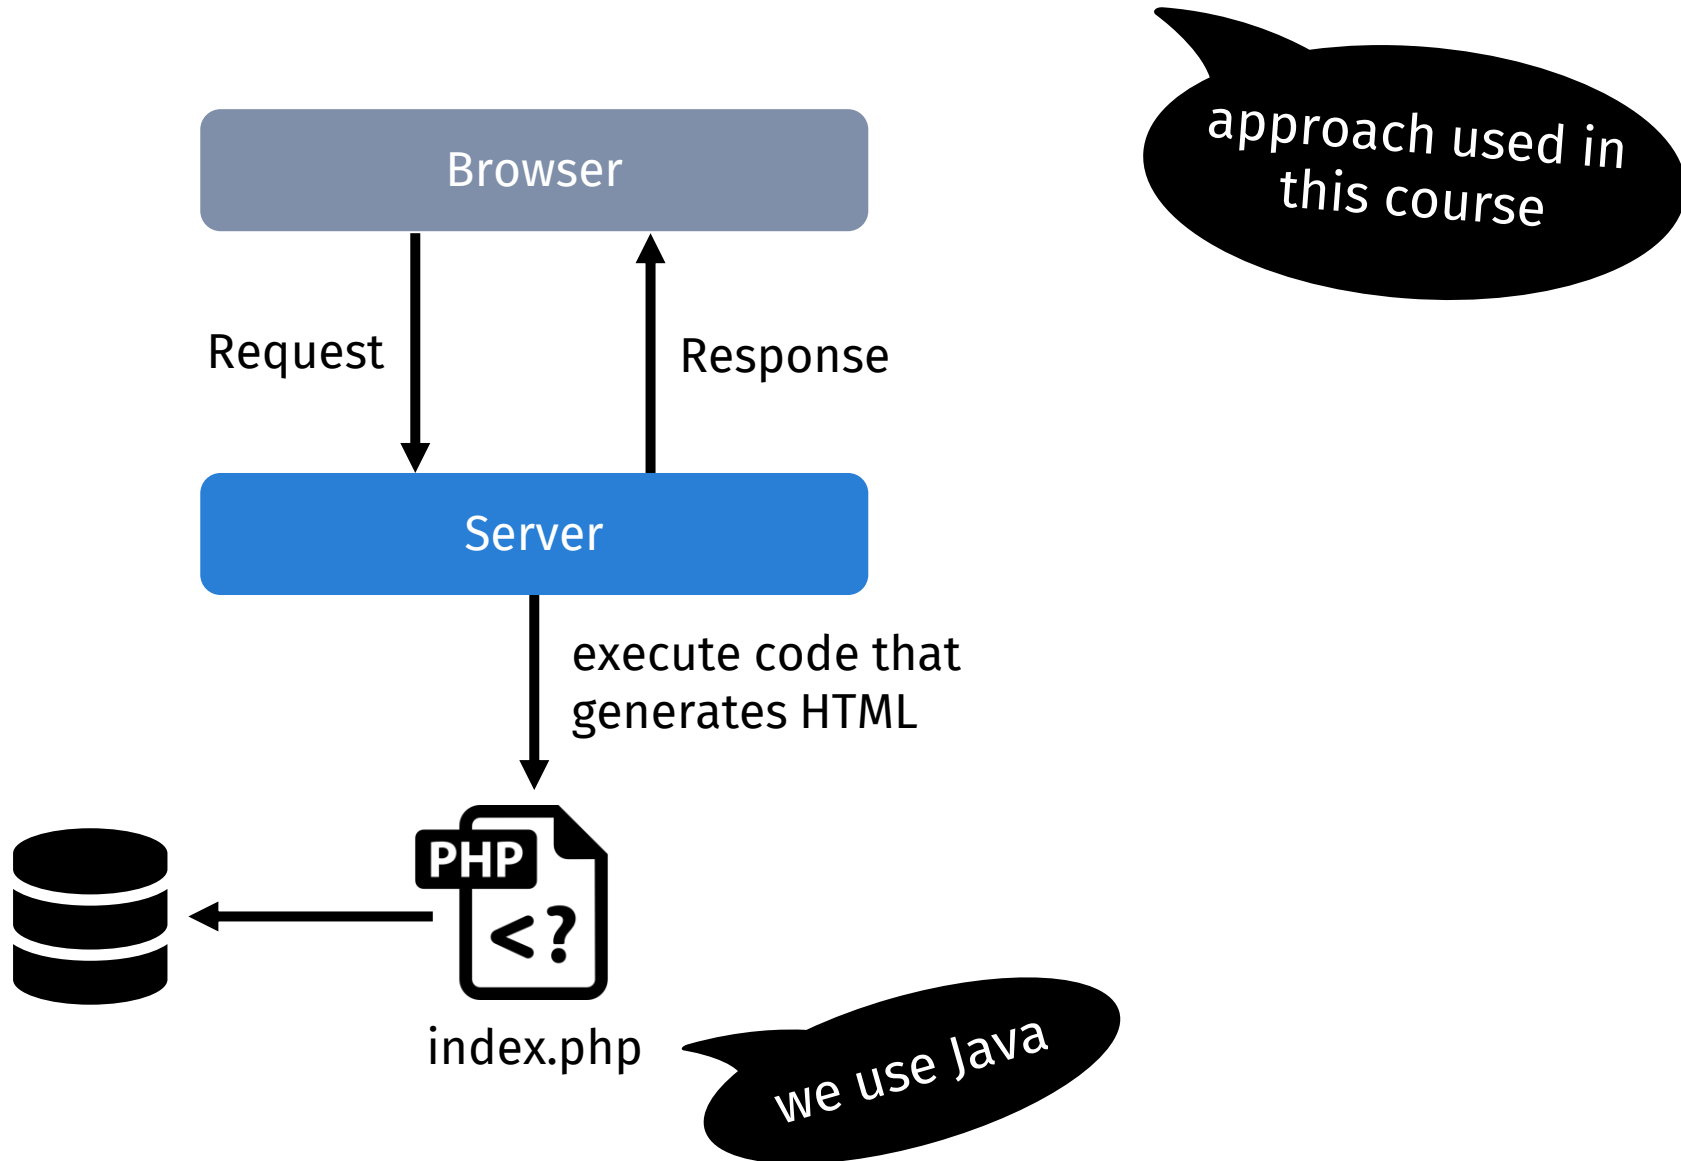 approach used in
this course
Browser
Request
Response
Server
execute code that
generates HTML
PHP
<?
index.php
we use Java